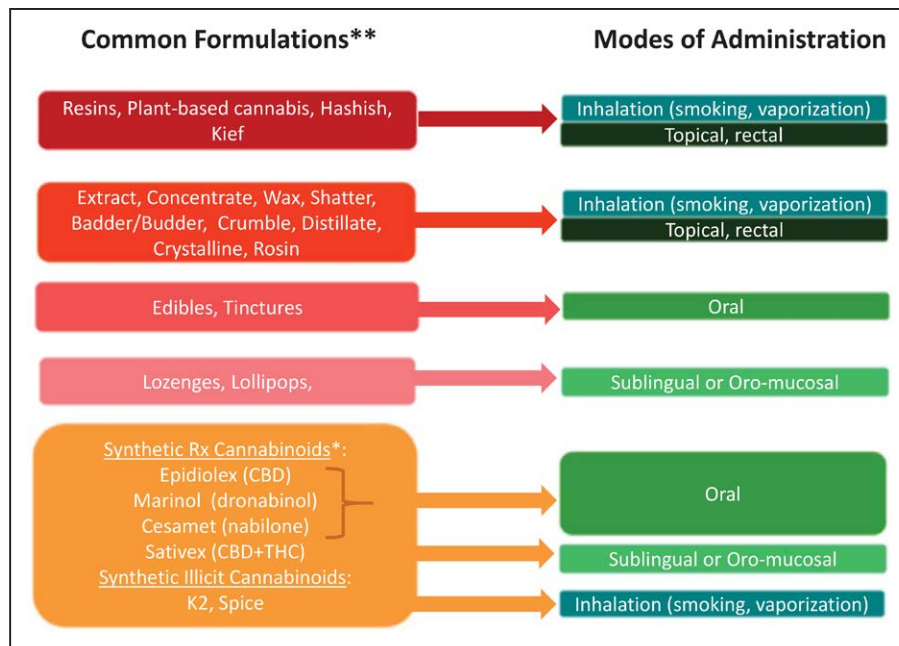 Common Formulations**
Modes of Administration
Resins, Plant-based cannabis, Hashish,
Kief
Inhalation (smoking, vaporization)
Topical, rectal
Extract, Concentrate, Wax, Shatter,
Badder/Budder, Crumble, Distillate,
Crystalline, Rosin
Inhalation (smoking, vaporization)
Topical, rectal
Edibles, Tinctures
Oral
Lozenges, Lollipops,
Sublingual or Oro-mucosal
Synthetic Rx Cannabinoids*:
Epidiolex (CBD)
Marinol (dronabinol)
Cesamet (nabilone)
Oral
Sativex (CBD+THC)
Sublingual or Oro-mucosal
Synthetic Illicit Cannabinoids:
K2, Spice
Inhalation (smoking, vaporization)